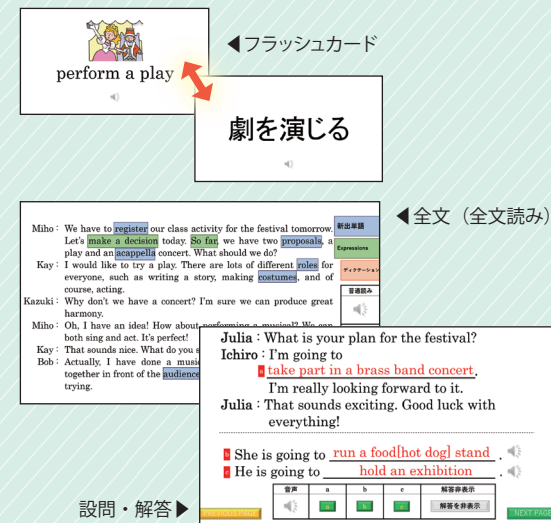 ◀フラッシュカード
perform a play
劇を演じる
◀全文（全文読み）
Miho : We have to register our class activity for the festival tomorrow.
Let's make a decision today. So far, we have two proposals, a
play and an acappella concert. What should we do?
Kay : I would like to try a play. There are lots of different roles for
everyone, such as writing a story, making costumes, and of
course, acting.
Kazuki : Why don't we have a concert? I'm sure we can produce great
harmony.
Miho : Oh, I have an idea! How about performing a musical? We can
both sing and act. It's perfect!
Kay : That sounds nice. What do you s
Bob : Actually, I have done a musi
together in front of the audience
trying.
新出単語
Expressions
ディクテーション
普通読み
Julia : What is your plan for the festival?
Ichiro : I'm going to
a take part in a brass band concert.
I'm really looking forward to it.
Julia : That sounds exciting. Good luck with
everything!
b She is going to run a food[hot dog] stand .
c He is going to hold an exhibition .
音声 a b c 解答非表示
a b c 解答を非表示
PREVIOUS PAGE
NEXT PAGE
設問・解答▶